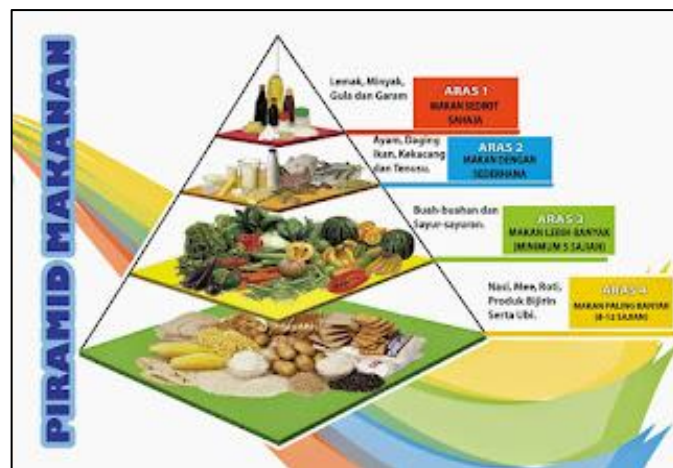 PIRAMID MAKANAN
Lemak, Minyak,
Gula dan Garam
ARAS 1
MAKAN SEDIKIT
SAHAJA
Ayam, Daging
Ikan, Kekacang
dan Tenusu.
ARAS 2
MAKAN DENGAN
SEDERHANA
Buah-buahan dan
Sayur-sayuran.
ARAS 3
MAKAN LEBIH BANYAK
(MINIMUM 5 SAJIAN)
Nasi, Mee, Roti,
Produk Bijirin
Serta Ubi.
ARAS 4
MAKAN PALING BANYAK
(8-12 SAJIAN)